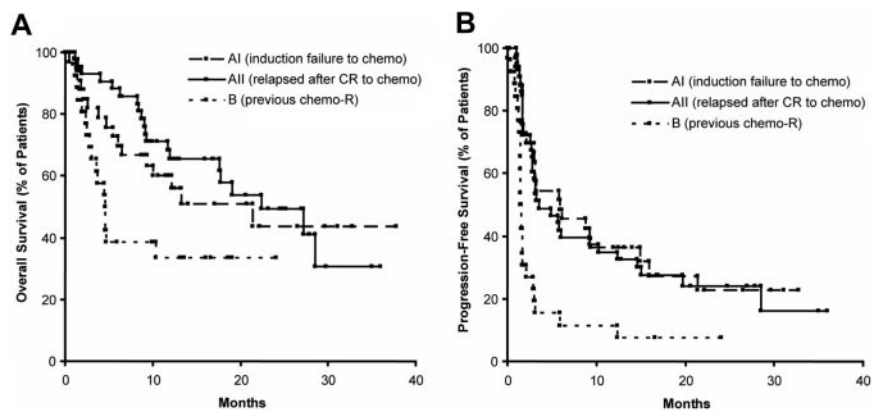 A
AI (induction failure to chemo)
AII (relapsed after CR to chemo)
B (previous chemo-R)
Overall Survival (% of Patients)
100
80
60
40
20
0
0 10 20 30 40
Months
B
AI (induction failure to chemo)
AII (relapsed after CR to chemo)
B (previous chemo-R)
Progression-Free Survival (% of Patients)
100
80
60
40
20
0
0 10 20 30 40
Months